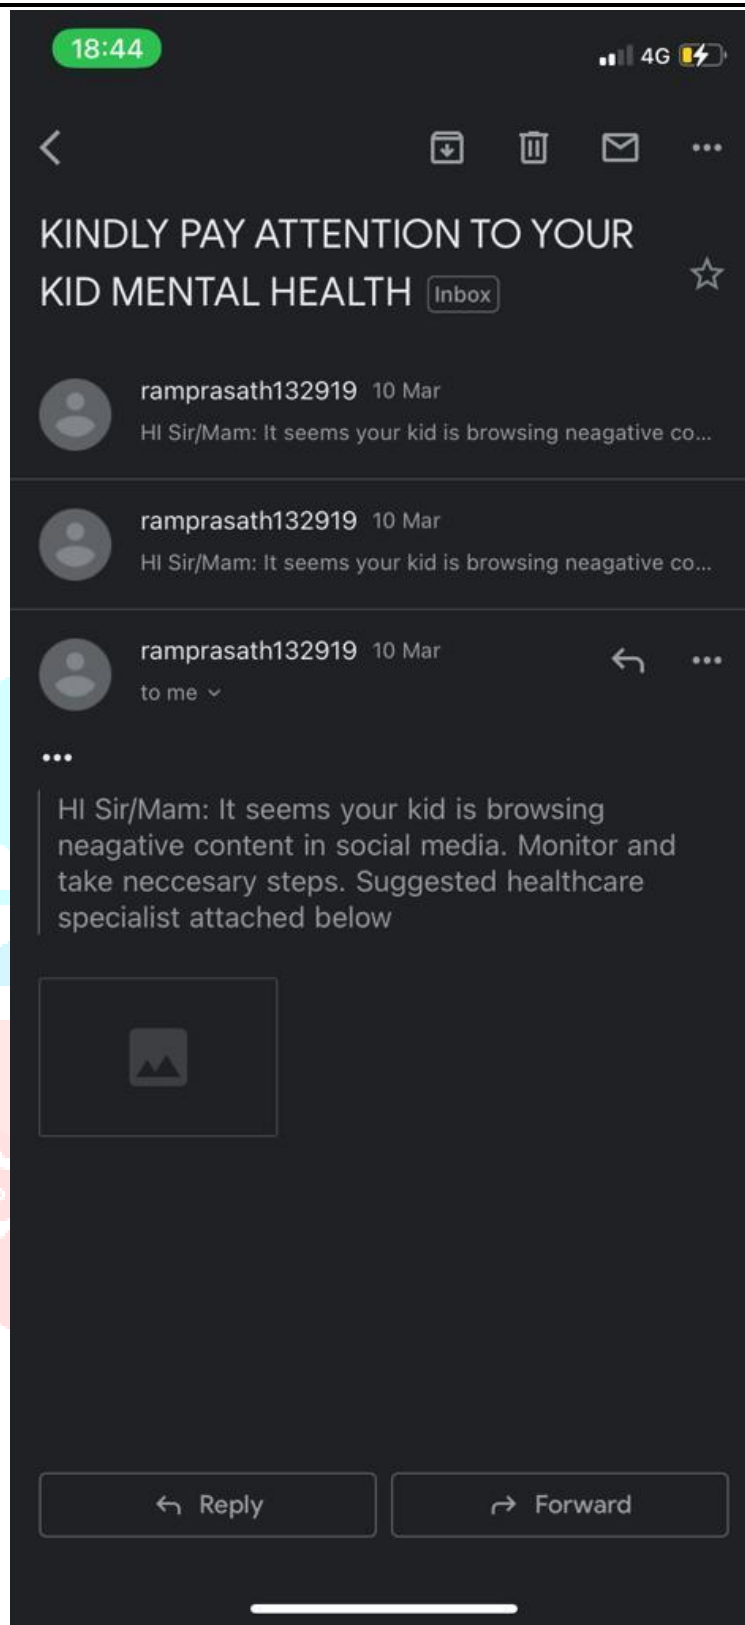 18:44
4G
KINDLY PAY ATTENTION TO YOUR
KID MENTAL HEALTH Inbox
ramprasath132919 10 Mar
HI Sir/Mam: It seems your kid is browsing neagative co...
ramprasath132919 10 Mar
HI Sir/Mam: It seems your kid is browsing neagative co...
ramprasath132919 10 Mar
to me
HI Sir/Mam: It seems your kid is browsing
neagative content in social media. Monitor and
take neccesary steps. Suggested healthcare
specialist attached below
Reply
Forward